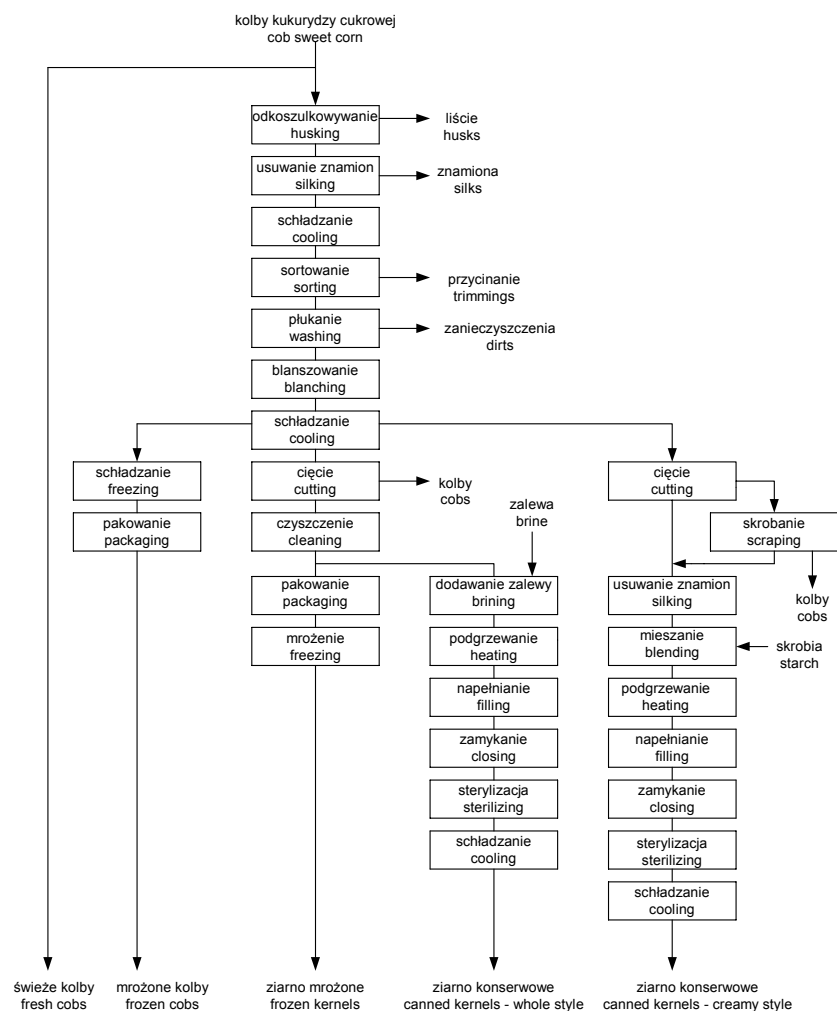 kolby kukurydzy cukrowej
cob sweet corn
odkoszulkowywanie
husking
liście
husks
usuwanie znamion
silking
znamiona
silks
schładzanie
cooling
sortowanie
sorting
przycinanie
trimmings
płukanie
washing
zanieczyszczenia
dirts
blanszowanie
blanching
schładzanie
cooling
schładzanie
freezing
pakowanie
packaging
cięcie
cutting
kolby
cobs
czyszczenie
cleaning
zalewa
brine
pakowanie
packaging
mrożenie
freezing
dodawanie zalewy
brining
podgrzewanie
heating
napełnianie
filling
zamykanie
closing
sterylizacja
sterilizing
schładzanie
cooling
cięcie
cutting
skrobanie
scraping
kolby
cobs
usuwanie znamion
silking
mieszanie
blending
skrobia
starch
podgrzewanie
heating
napełnianie
filling
zamykanie
closing
sterylizacja
sterilizing
schładzanie
cooling
świeże kolby
fresh cobs
mrożone kolby
frozen cobs
ziarno mrożone
frozen kernels
ziarno konserwowe
canned kernels - whole style
ziarno konserwowe
canned kernels - creamy style